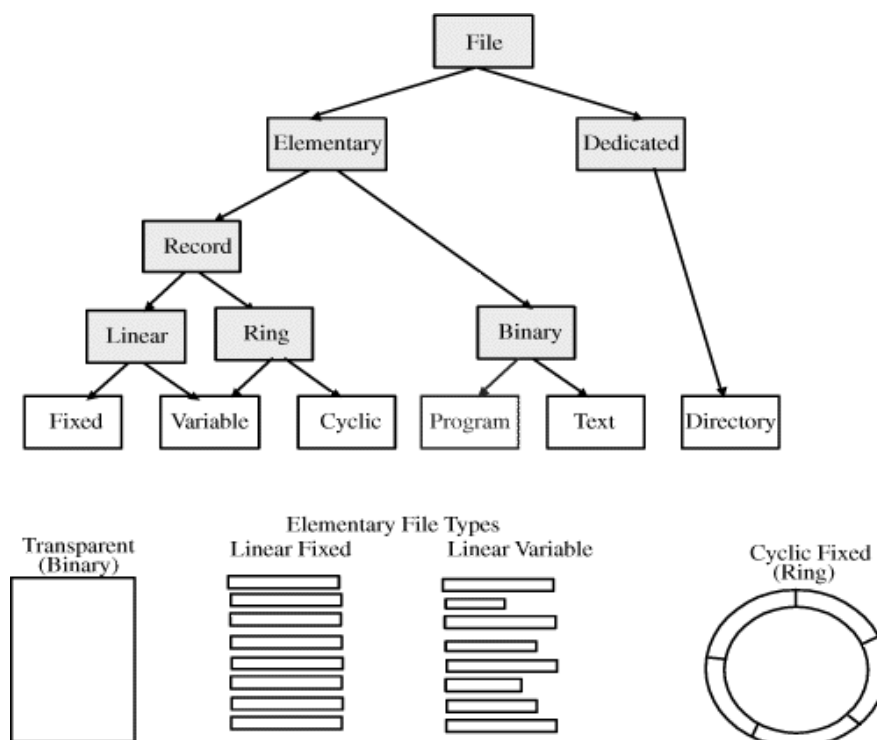 File
Elementary
Dedicated
Record
Linear
Ring
Binary
Fixed
Variable
Cyclic
Program
Text
Directory
Elementary File Types
Transparent
(Binary)
Linear Fixed
Linear Variable
Cyclic Fixed
(Ring)